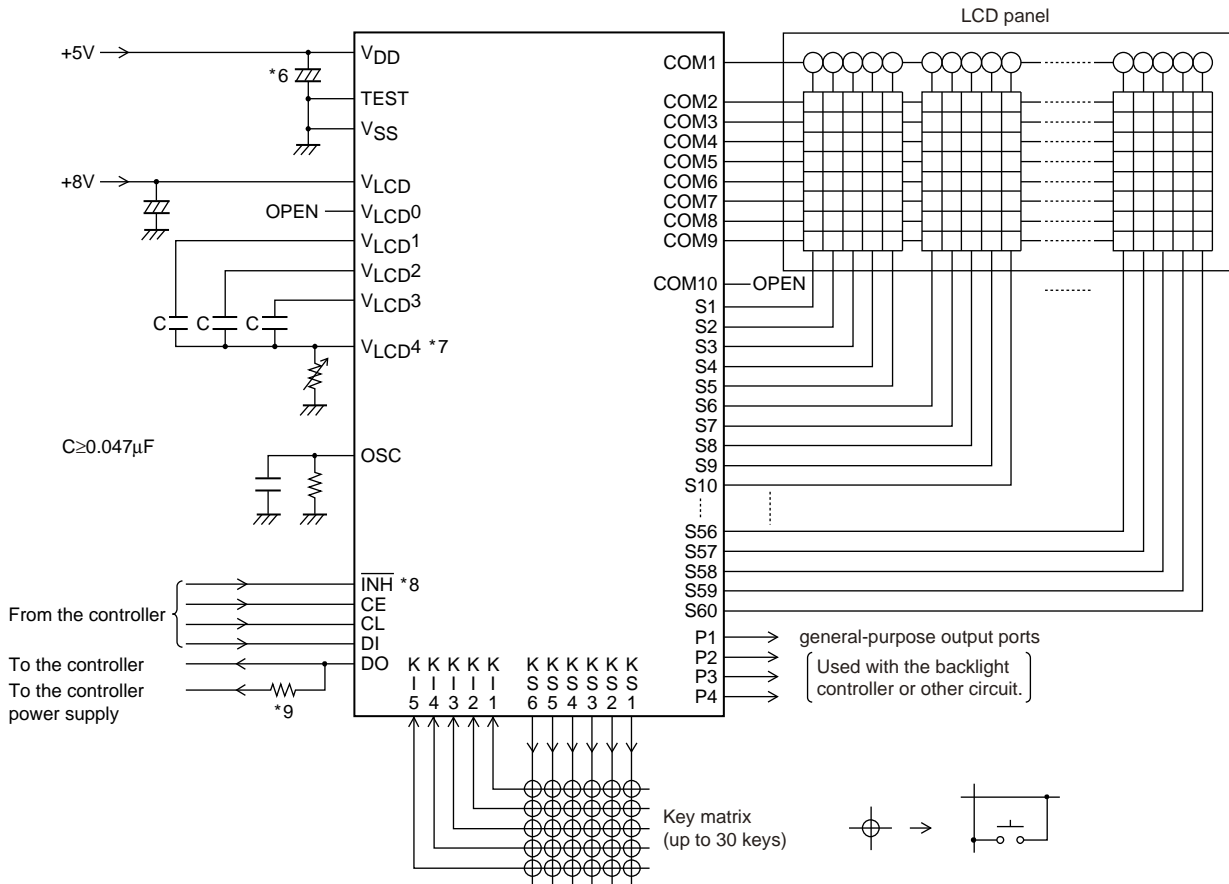 LCD panel
+5V
VDD
*6
TEST
VSS
+8V
VLCD
OPEN
VLCD0
VLCD1
VLCD2
VLCD3
C
C
C
VLCD4 *7
C≥0.047μF
OSC
INH *8
From the controller
CE
CL
DI
To the controller
DO
To the controller
power supply
*9
COM1
COM2
COM3
COM4
COM5
COM6
COM7
COM8
COM9
COM10
OPEN
S1
S2
S3
S4
S5
S6
S7
S8
S9
S10
S56
S57
S58
S59
S60
P1
general-purpose output ports
P2
P3
P4
Used with the backlight
controller or other circuit.
K K K K K K K K K K K
I I I I I S S S S S S
5 4 3 2 1 6 5 4 3 2 1
Key matrix
(up to 30 keys)